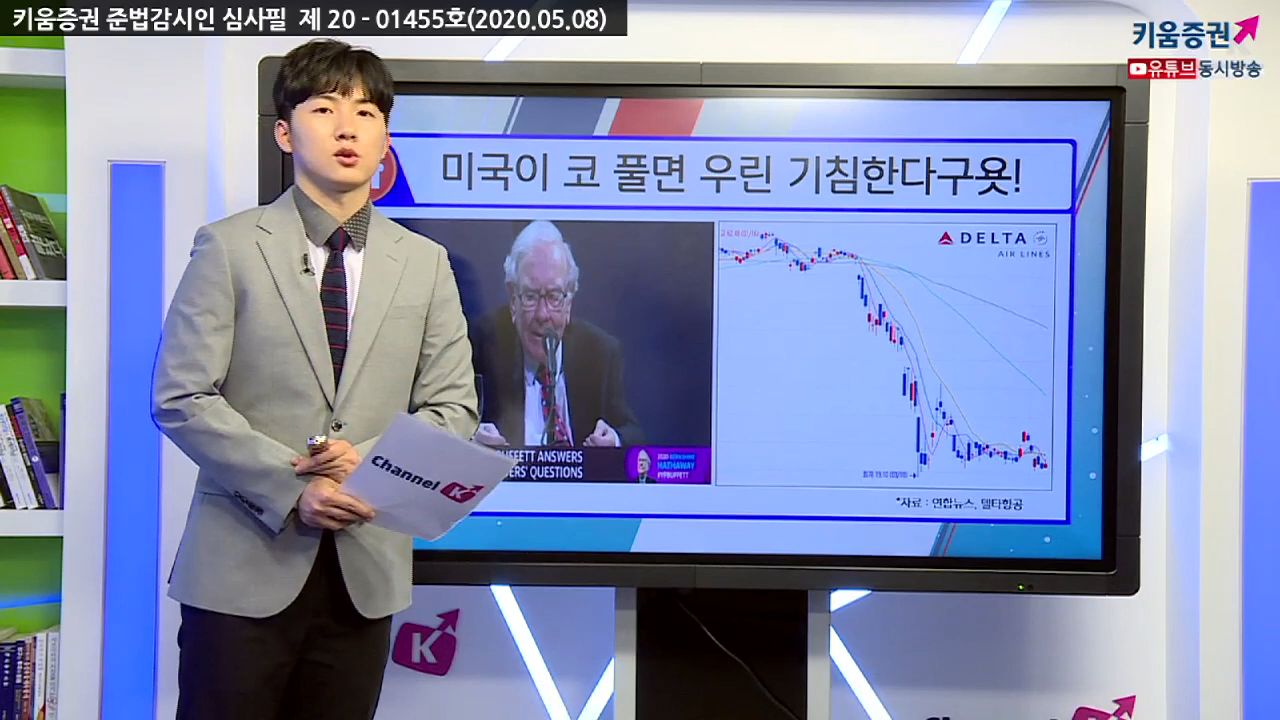 키움증권 준법감시인 심사필 제 20 - 01455호(2020.05.08)
키움증권
유튜브동시방송
미국이 코 풀면 우린 기침한다구욧!
DELTA
AIR LINES
ANSWERS
QUESTIONS
2020 BERKSHIRE
HATHAWAY
#YFBUFFETT
*자료 : 연합뉴스, 델타항공
Channel K
K
Channel K